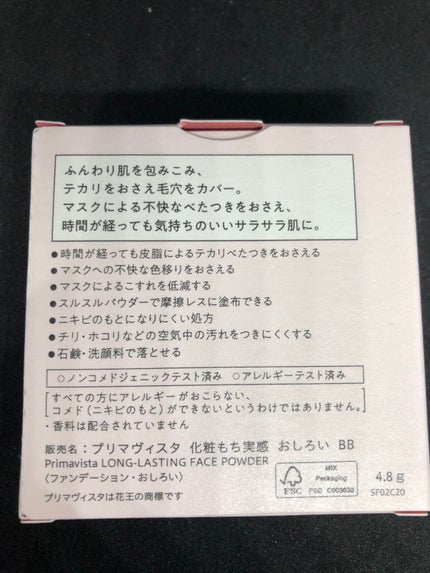 ふんわり肌を包みこみ、
テカリをおさえ毛穴をカバー。
マスクによる不快なべたつきをおさえ、
時間が経っても気持ちのいいサラサラ肌に。
●時間が経っても皮脂によるテカリべたつきをおさえる
●マスクへの不快な色移りをおさえる
●マスクによるこすれを低減する
●スルスルパウダーで摩擦レスに塗布できる
●ニキビのもとになりにくい処方
●チリ・ホコリなどの空気中の汚れをつきにくくする
●石鹸・洗顔料で落とせる
○ノンコメドジェニックテスト済み ○アレルギーテスト済み
[すべての方にアレルギーがおこらない、
コメド(ニキビのもと)ができないというわけではありません。]
・香料は配合されていません
販売名:プリマヴィスタ 化粧もち実感 おしろい BB
Primavista LONG-LASTING FACE POWDER
(ファンデーション・おしろい)
プリマヴィスタは花王の商標です
FSC
MIX
Packaging
FSC C003630
4.8g
SF02C20